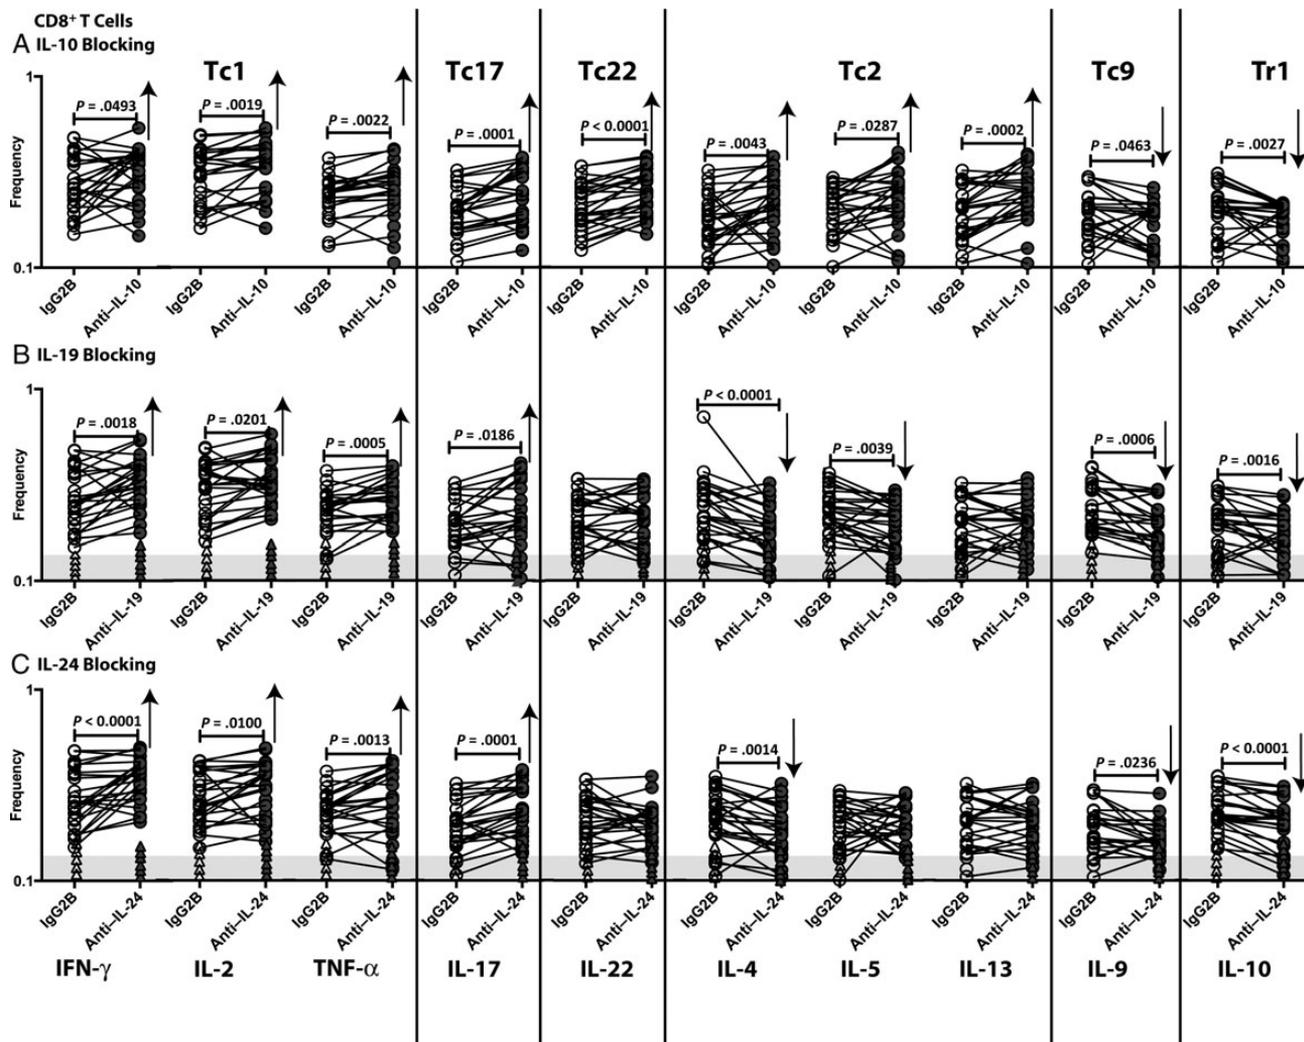 CD8+ T Cells
A IL-10 Blocking
Tc1 Tc17 Tc22 Tc2 Tc9 Tr1
1
P = .0493 P = .0019 P = .0022 P = .0001 P < 0.0001 P = .0043 P = .0287 P = .0002 P = .0463 P = .0027
Frequency
0.1
IgG2B Anti–IL-10 IgG2B Anti–IL-10 IgG2B Anti–IL-10 IgG2B Anti–IL-10 IgG2B Anti–IL-10 IgG2B Anti–IL-10 IgG2B Anti–IL-10 IgG2B Anti–IL-10 IgG2B Anti–IL-10 IgG2B Anti–IL-10
B IL-19 Blocking
1
P = .0018 P = .0201 P = .0005 P = .0186 P < 0.0001 P = .0039 P = .0006 P = .0016
Frequency
0.1
IgG2B Anti–IL-19 IgG2B Anti–IL-19 IgG2B Anti–IL-19 IgG2B Anti–IL-19 IgG2B Anti–IL-19 IgG2B Anti–IL-19 IgG2B Anti–IL-19 IgG2B Anti–IL-19 IgG2B Anti–IL-19 IgG2B Anti–IL-19
C IL-24 Blocking
1
P < 0.0001 P = .0100 P = .0013 P = .0001 P = .0014 P = .0236 P < 0.0001
Frequency
0.1
IgG2B Anti–IL-24 IgG2B Anti–IL-24 IgG2B Anti–IL-24 IgG2B Anti–IL-24 IgG2B Anti–IL-24 IgG2B Anti–IL-24 IgG2B Anti–IL-24 IgG2B Anti–IL-24 IgG2B Anti–IL-24 IgG2B Anti–IL-24
IFN-γ IL-2 TNF-α IL-17 IL-22 IL-4 IL-5 IL-13 IL-9 IL-10